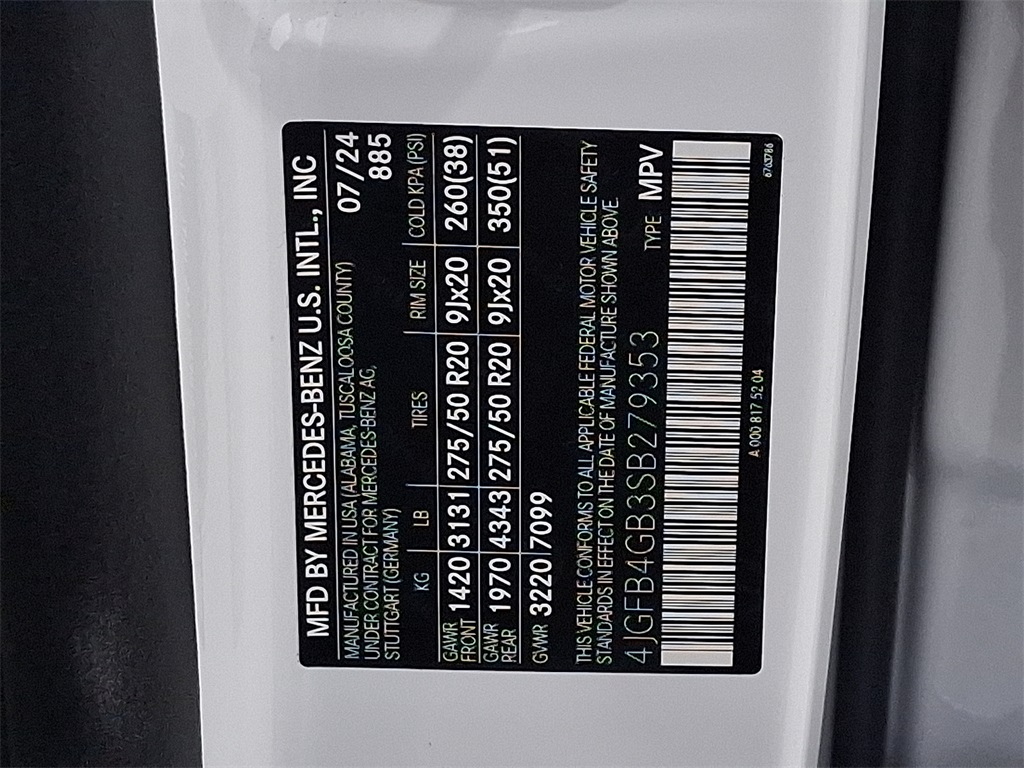 MFD BY MERCEDES-BENZ U.S. INTL., INC
MANUFACTURED IN USA (ALABAMA, TUSCALOOSA COUNTY) 07/24
UNDER CONTRACT FOR MERCEDES-BENZ AG, 885
STUTTGART (GERMANY)
KG LB TIRES RIM SIZE COLD KPA (PSI)
GAWR FRONT 1420 3131 275/50 R20 9Jx20 260(38)
GAWR REAR 1970 4343 275/50 R20 9Jx20 350(51)
GVWR 3220 7099
THIS VEHICLE CONFORMS TO ALL APPLICABLE FEDERAL MOTOR VEHICLE SAFETY
STANDARDS IN EFFECT ON THE DATE OF MANUFACTURE SHOWN ABOVE.
4JGFB4GB3SB279353 TYPE MPV
A 000 817 52 04